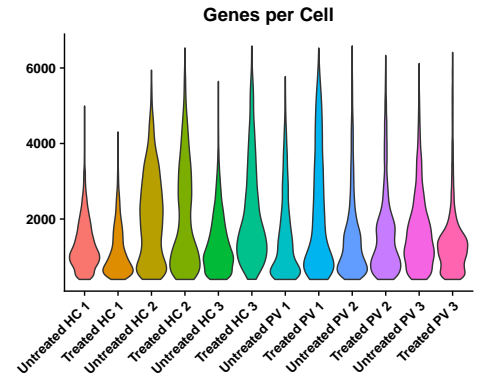 Genes per Cell
6000
4000
2000
Untreated HC 1
Treated HC 1
Untreated HC 2
Treated HC 2
Untreated HC 3
Treated HC 3
Untreated PV 1
Treated PV 1
Untreated PV 2
Treated PV 2
Untreated PV 3
Treated PV 3